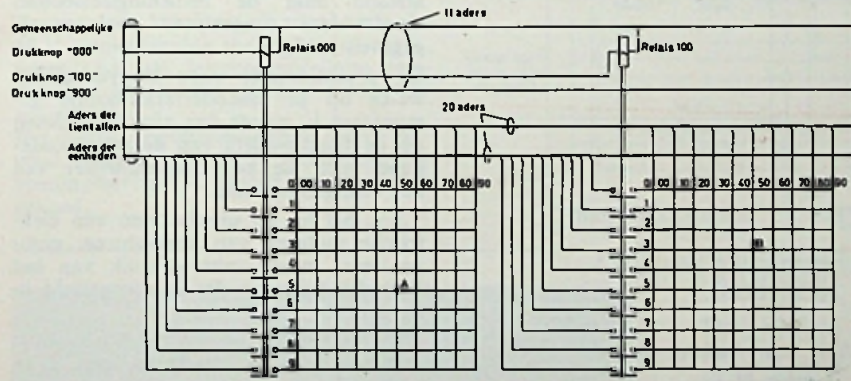 11 aders
Gemeenschappelijke
Drukknop "000"
Relais 000
Relais 100
Drukknop "100"
Drukknop "900"
Aders der
tientallen
20 aders
Aders der
eenheden
0 00 10 20 30 40 50 60 70 80 90
1
2
3
4
5 A
6
7
8
9
0 00 10 20 30 40 50 60 70 80 90
1
2
3 B
4
5
6
7
8
9